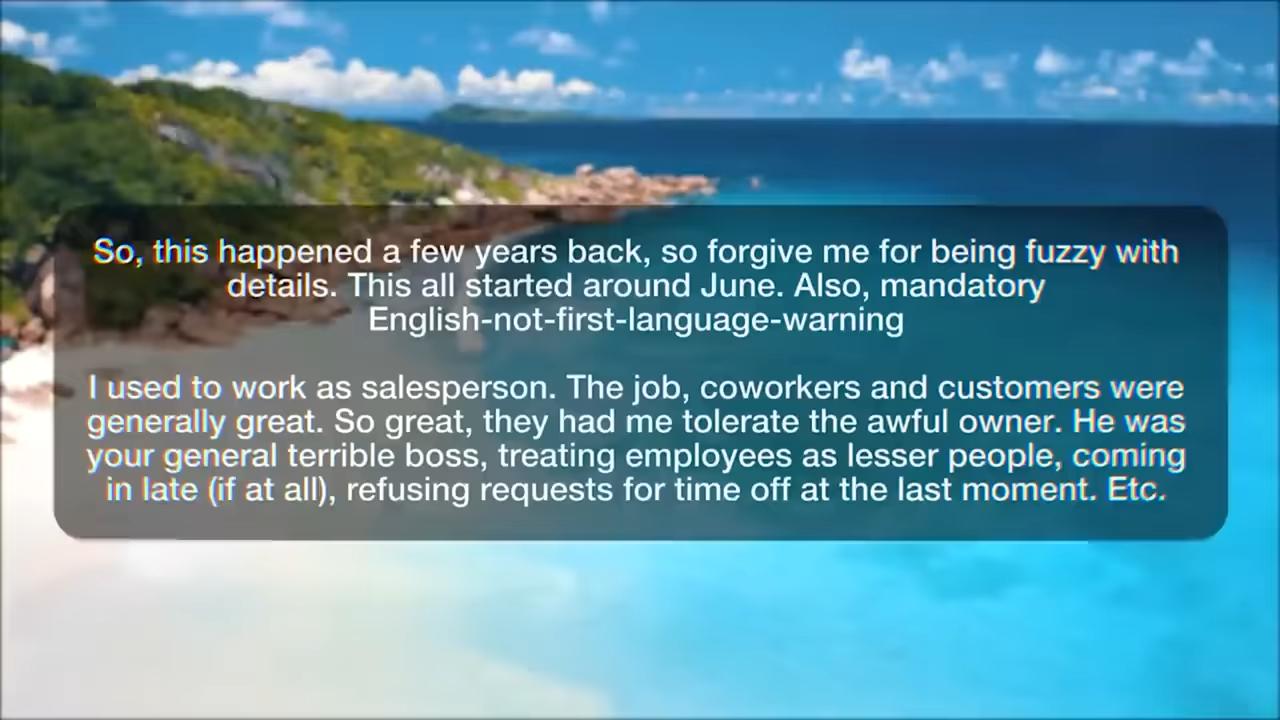 So, this happened a few years back, so forgive me for being fuzzy with
details. This all started around June. Also, mandatory
English-not-first-language-warning
I used to work as salesperson. The job, coworkers and customers were
generally great. So great, they had me tolerate the awful owner. He was
your general terrible boss, treating employees as lesser people, coming
in late (if at all), refusing requests for time off at the last moment. Etc.